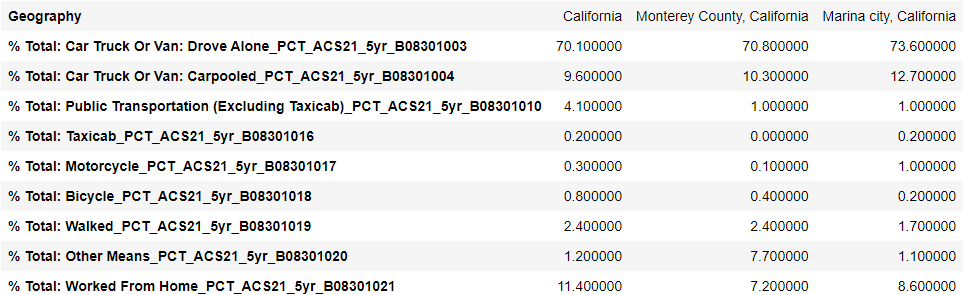 Geography California Monterey County, California Marina city, California
% Total: Car Truck Or Van: Drove Alone_PCT_ACS21_5yr_B08301003 70.100000 70.800000 73.600000
% Total: Car Truck Or Van: Carpooled_PCT_ACS21_5yr_B08301004 9.600000 10.300000 12.700000
% Total: Public Transportation (Excluding Taxicab)_PCT_ACS21_5yr_B08301010 4.100000 1.000000 1.000000
% Total: Taxicab_PCT_ACS21_5yr_B08301016 0.200000 0.000000 0.200000
% Total: Motorcycle_PCT_ACS21_5yr_B08301017 0.300000 0.100000 1.000000
% Total: Bicycle_PCT_ACS21_5yr_B08301018 0.800000 0.400000 0.200000
% Total: Walked_PCT_ACS21_5yr_B08301019 2.400000 2.400000 1.700000
% Total: Other Means_PCT_ACS21_5yr_B08301020 1.200000 7.700000 1.100000
% Total: Worked From Home_PCT_ACS21_5yr_B08301021 11.400000 7.200000 8.600000